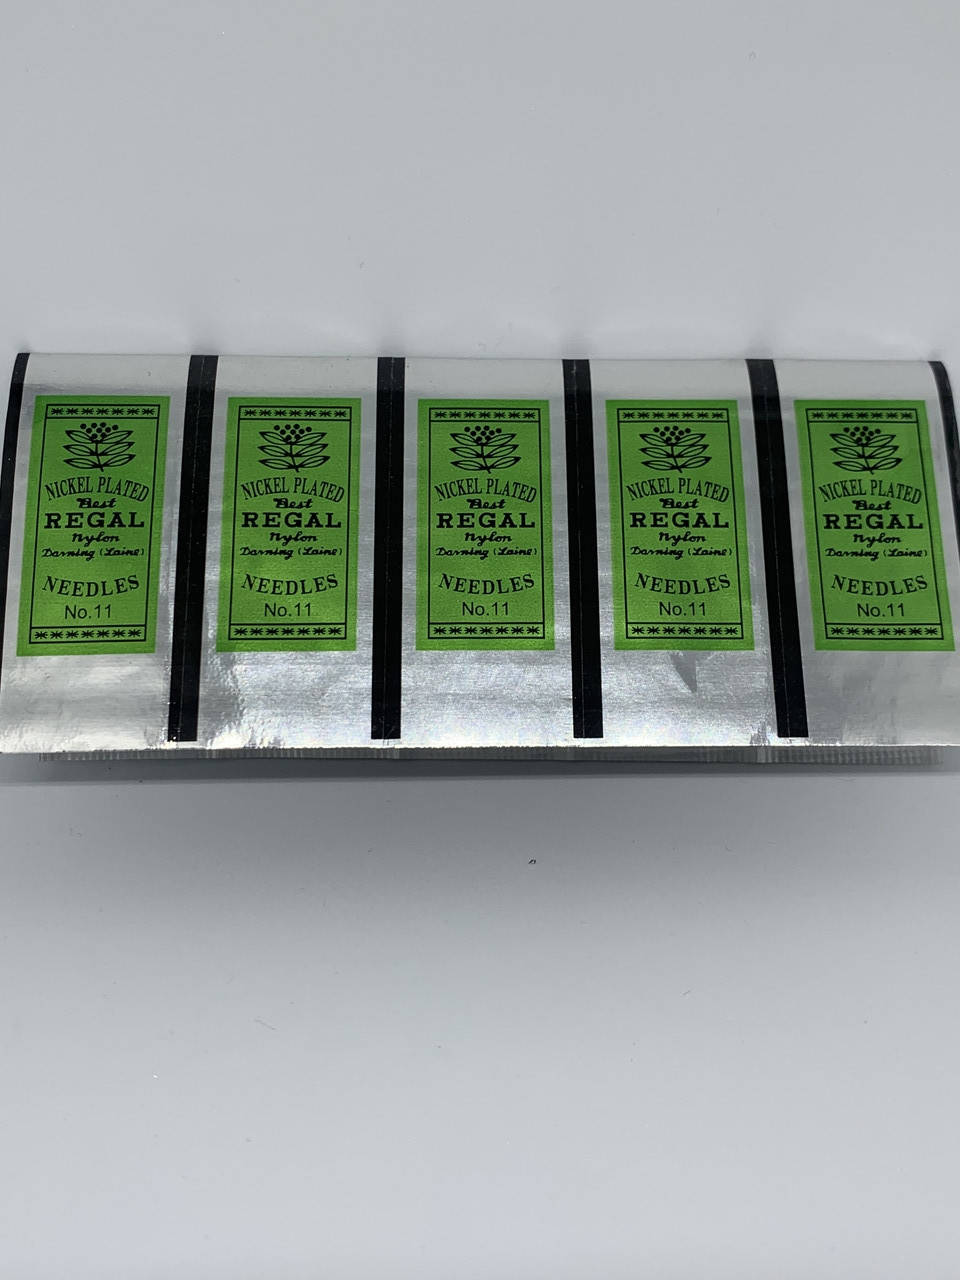 NICKEL PLATED
Best
REGAL
Nylon
Darning (Laine)
NEEDLES
No.11
NICKEL PLATED
Best
REGAL
Nylon
Darning (Laine)
NEEDLES
No.11
NICKEL PLATED
Best
REGAL
Nylon
Darning (Laine)
NEEDLES
No.11
NICKEL PLATED
Best
REGAL
Nylon
Darning (Laine)
NEEDLES
No.11
NICKEL PLATED
Best
REGAL
Nylon
Darning (Laine)
NEEDLES
No.11